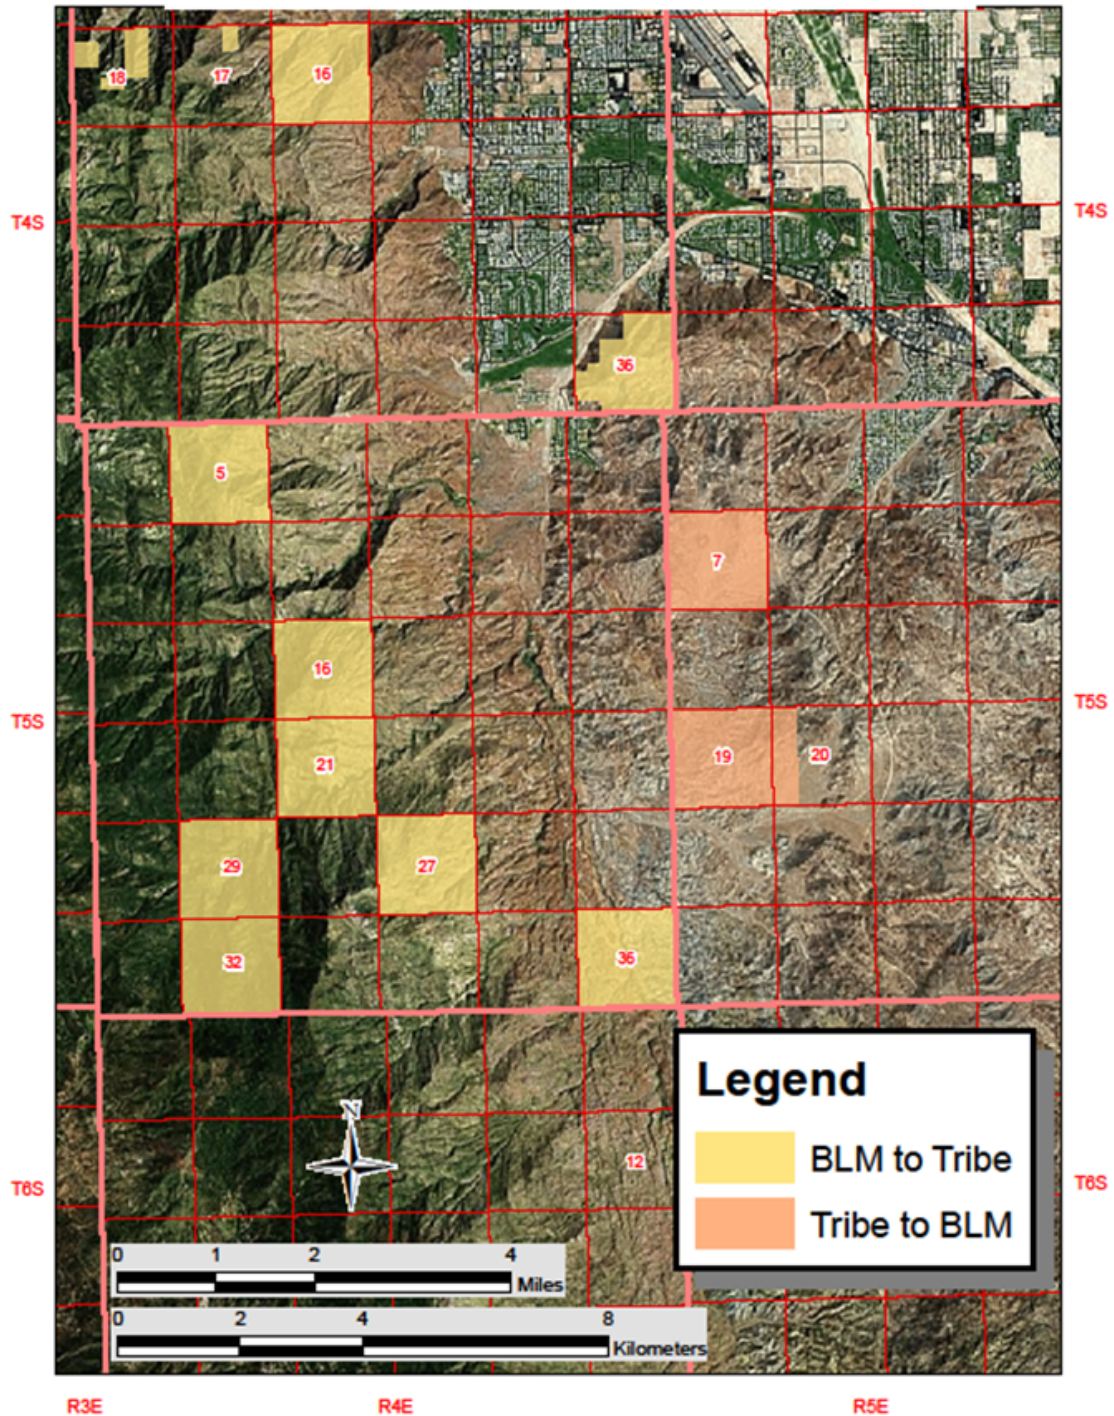 18 17 16
T4S T4S
36
5
7
16
T5S T5S
21 19 20
29 27
32 36
Legend
BLM to Tribe
Tribe to BLM
N
12
T6S T6S
0 1 2 4
Miles
0 2 4 8
Kilometers
R3E R4E R5E